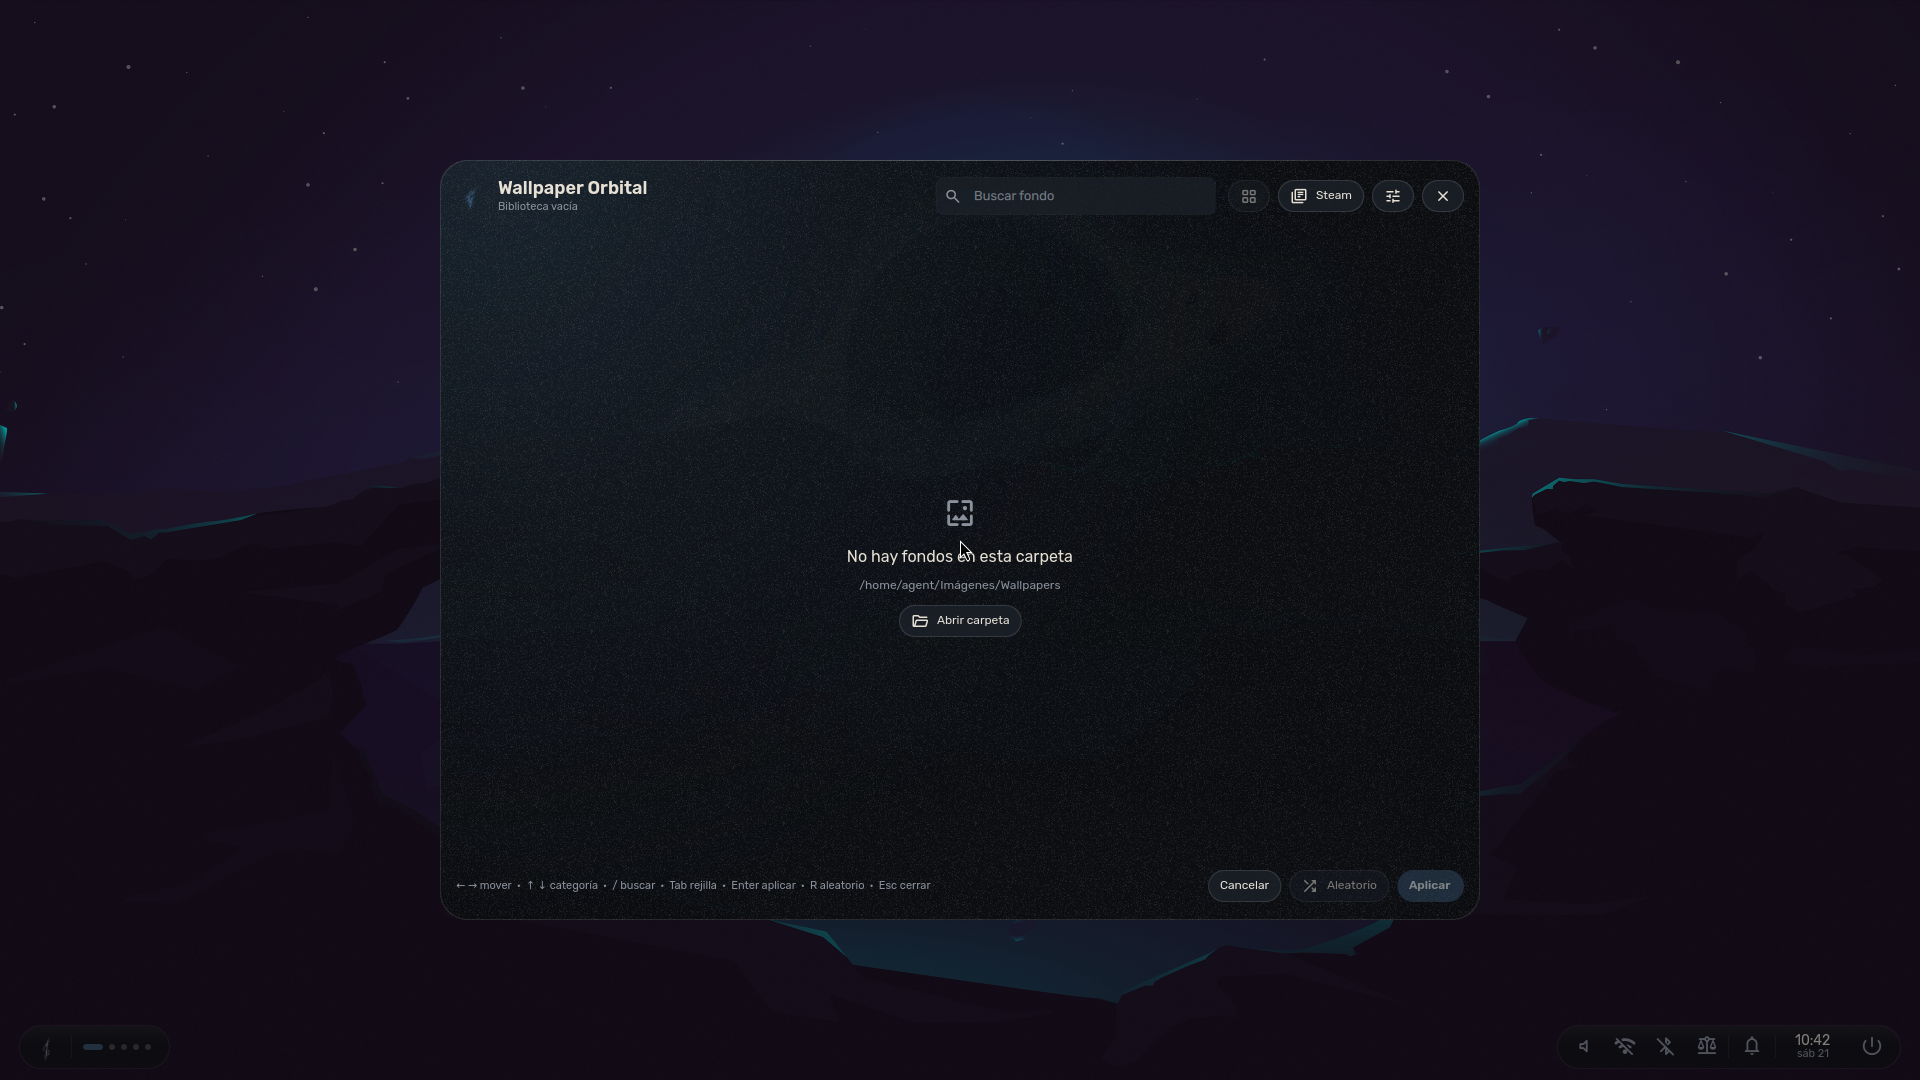 Wallpaper Orbital
Biblioteca vacía
Buscar fondo
Steam
No hay fondos en esta carpeta
/home/agent/Imágenes/Wallpapers
Abrir carpeta
←→ mover • ↑ ↓ categoría • / buscar • Tab rejilla • Enter aplicar • R aleatorio • Esc cerrar
Cancelar
Aleatorio
Aplicar
10:42
sáb 21